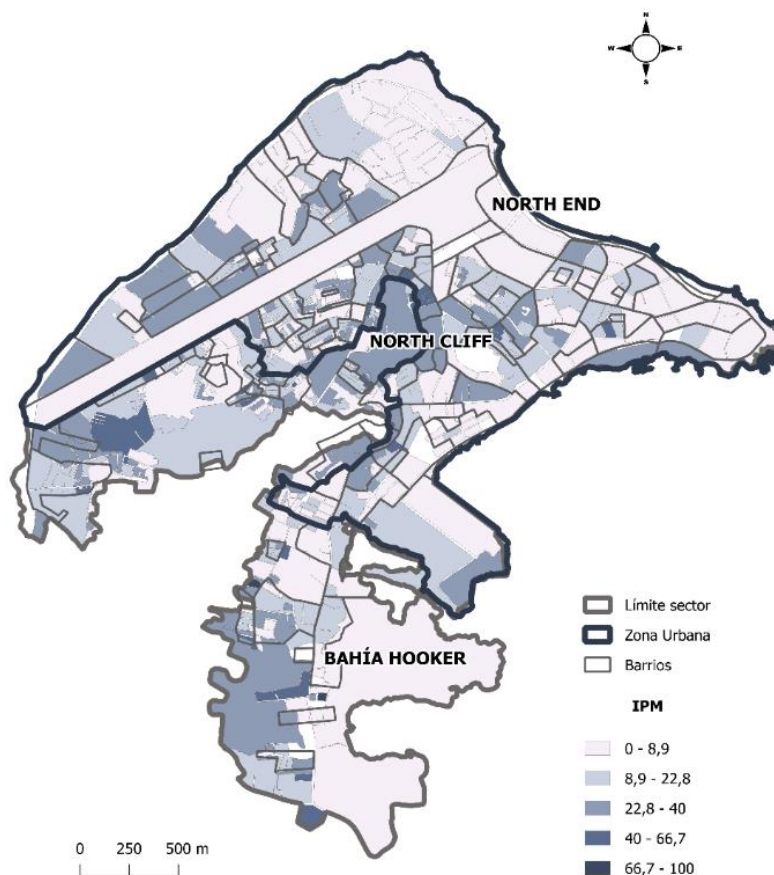 N
W E
S
NORTH END
NORTH CLIFF
BAHÍA HOOKER
Límite sector
Zona Urbana
Barrios
IPM
0 - 8,9
8,9 - 22,8
22,8 - 40
40 - 66,7
66,7 - 100
0 250 500 m